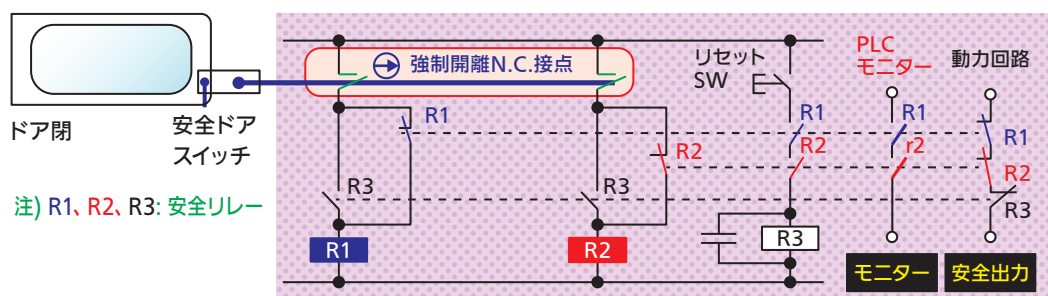 ドア閉
安全ドア
スイッチ
注) R1、R2、R3: 安全リレー
強制開離N.C.接点
R1
R3
R1
R2
R3
R2
リセット
SW
R1
R2
R3
PLC
モニター
R1
r2
モニター
動力回路
R1
R2
R3
安全出力